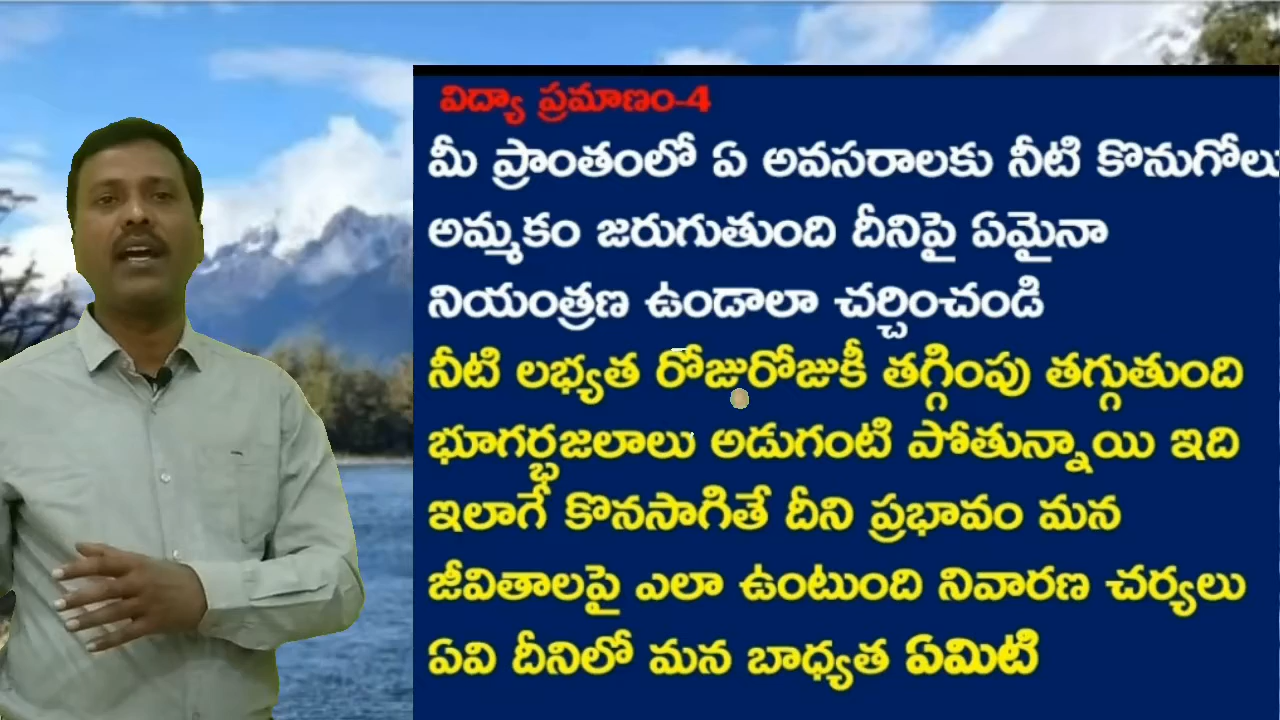 విద్యా ప్రమాణం-4
మీ ప్రాంతంలో ఏ అవసరాలకు నీటి కొనుగోలు
అమ్మకం జరుగుతుంది దీనిపై ఏమైనా
నియంత్రణ ఉండాలా చర్చించండి
నీటి లభ్యత రోజురోజుకీ తగ్గింపు తగ్గుతుంది
భూగర్భజలాలు అడుగంటి పోతున్నాయి ఇది
ఇలాగే కొనసాగితే దీని ప్రభావం మన
జీవితాలపై ఎలా ఉంటుంది నివారణ చర్యలు
ఏవి దీనిలో మన బాధ్యత ఏమిటి